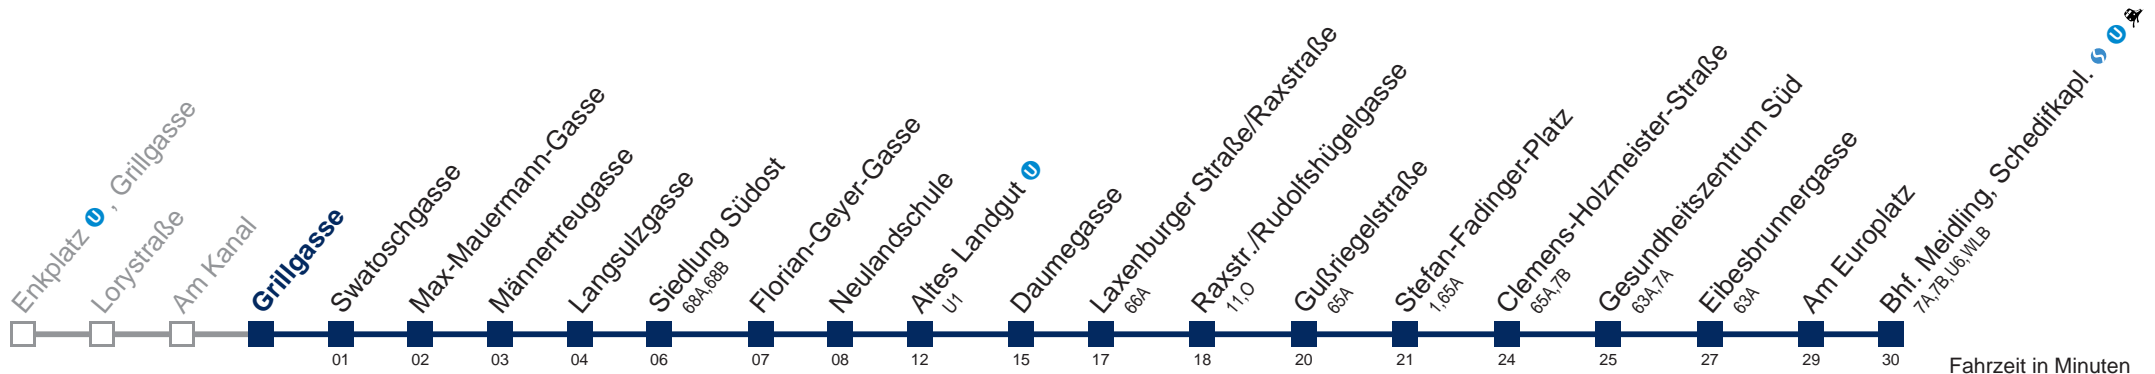 Enkplatz U , Grillgasse
Lorystraße
Am Kanal
Grillgasse
Swatoschgasse
01
Max-Mauermann-Gasse
02
Männertreugasse
03
Langsulzgasse
04
Siedlung Südost
68A,68B
06
Florian-Geyer-Gasse
07
Neulandschule
08
Altes Landgut U
U1
12
Daumegasse
15
Laxenburger Straße/Raxstraße
66A
17
Raxstr./Rudolfshügelgasse
11,O
18
Gußriegelstraße
65A
20
Stefan-Fadinger-Platz
1,65A
21
Clemens-Holzmeister-Straße
65A,7B
24
Gesundheitszentrum Süd
63A,7A
25
Eibesbrunnergasse
63A
27
Am Europlatz
29
Bhf. Meidling, Schedifkapl. S U
7A,7B,U6,WLB
30
Fahrzeit in Minuten